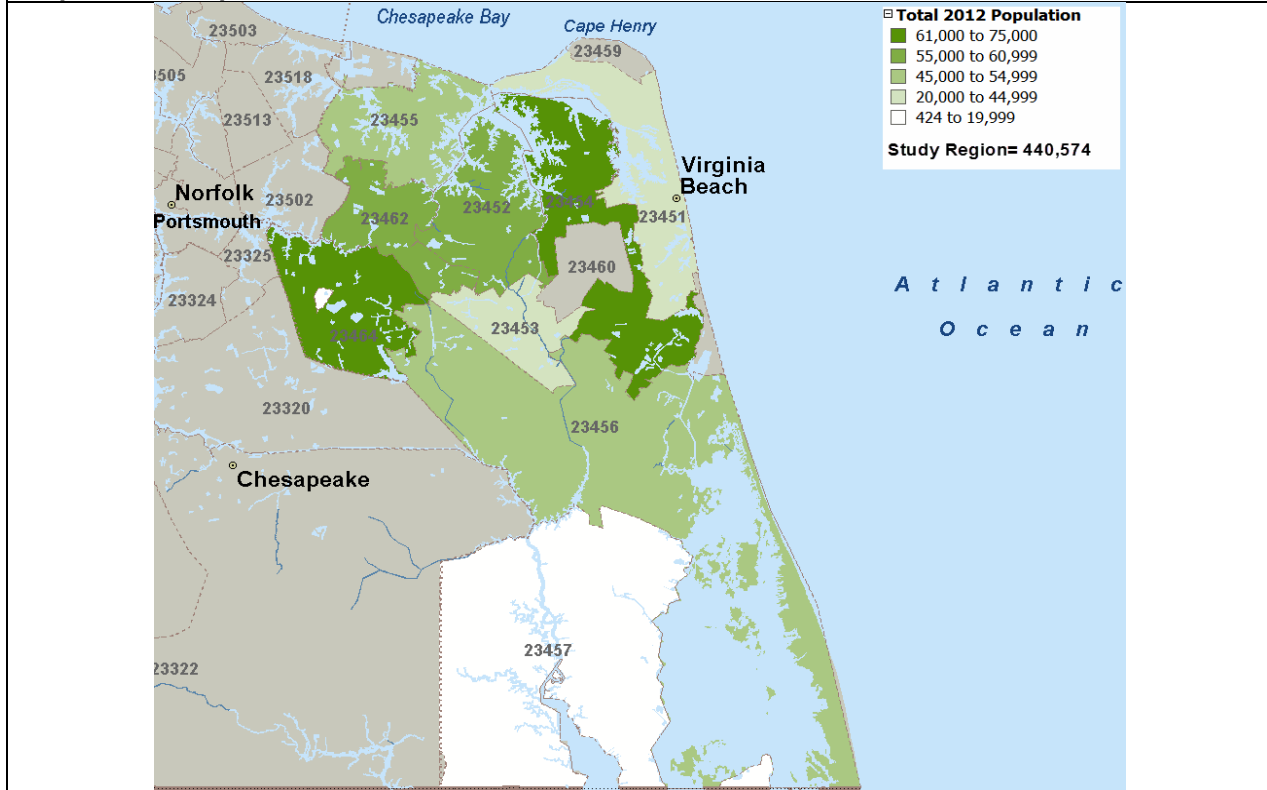 Chesapeake Bay
Cape Henry
Total 2012 Population
61,000 to 75,000
55,000 to 60,999
45,000 to 54,999
20,000 to 44,999
424 to 19,999
Study Region= 440,574
23503
23459
23518
23455
23513
Virginia
Beach
Norfolk
Portsmouth
23502
23462
23452
23454
23451
23325
23460
23324
23453
23464
Atlantic
Ocean
23320
23456
Chesapeake
23457
23322